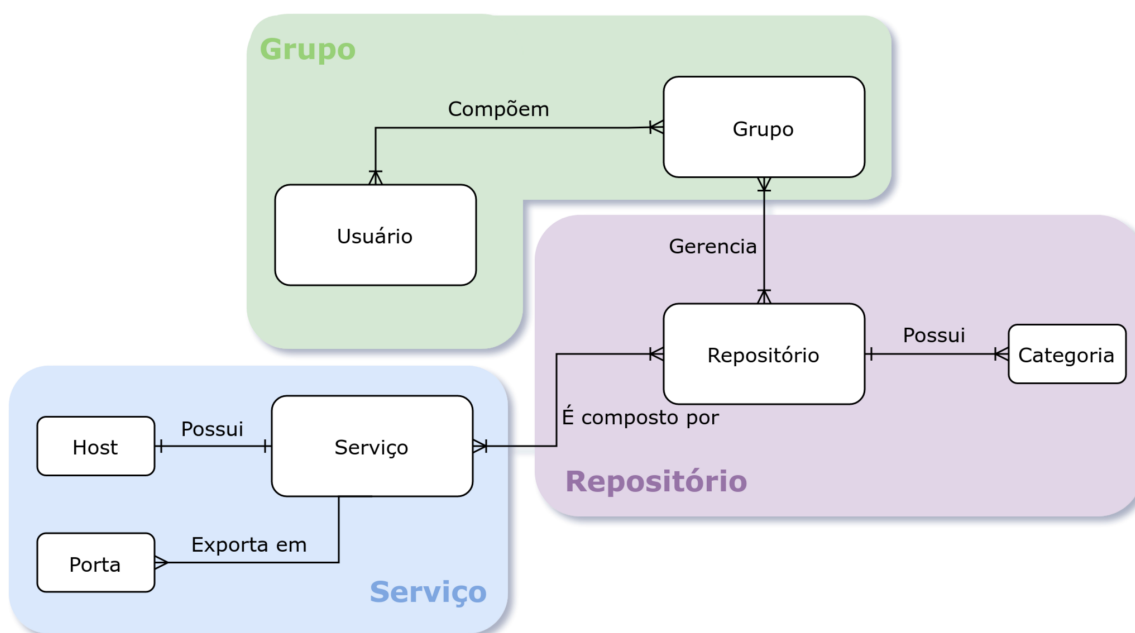 Grupo
Compõem
Grupo
Usuário
Gerencia
Repositório
Possui
Categoria
É composto por
Repositório
Host
Possui
Serviço
Exporta em
Porta
Serviço